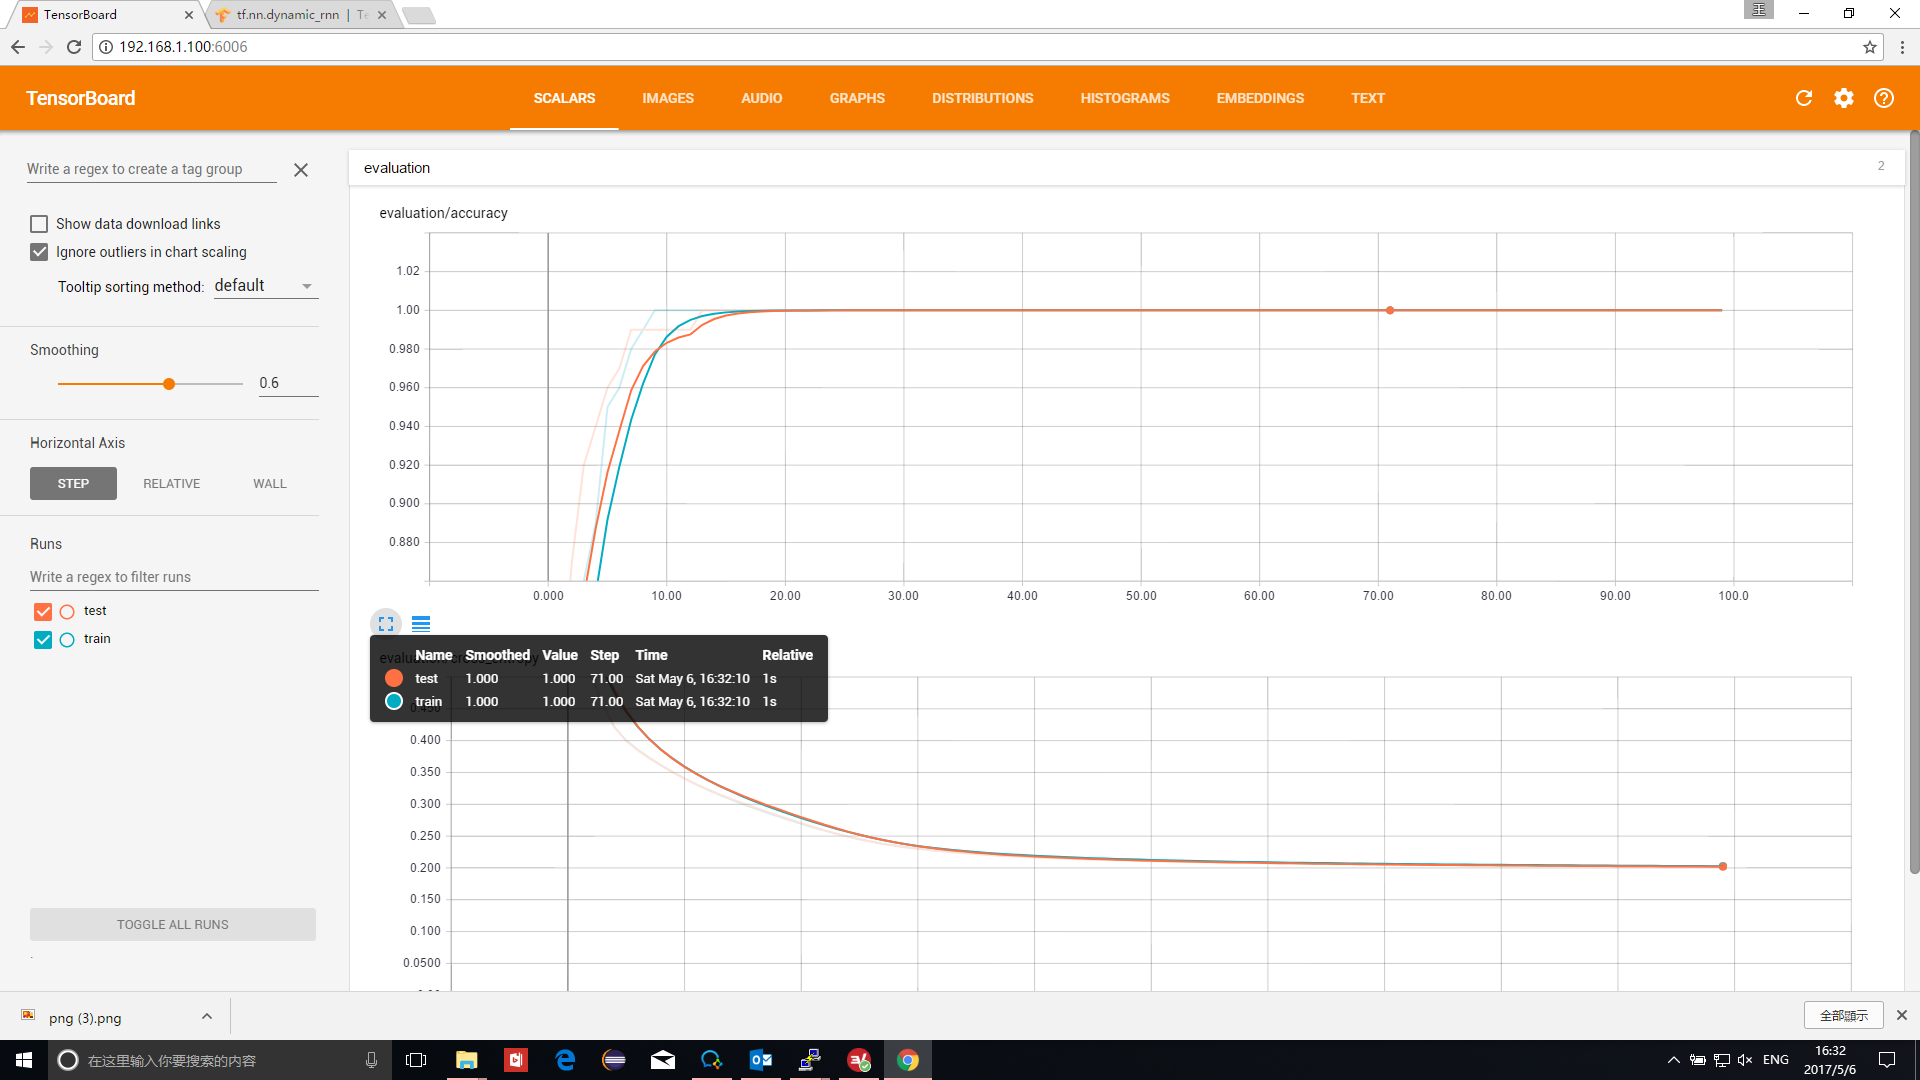 TensorBoard
tf.nn.dynamic_rnn | Te
王
192.168.1.100:6006
TensorBoard
SCALARS IMAGES AUDIO GRAPHS DISTRIBUTIONS HISTOGRAMS EMBEDDINGS TEXT
Write a regex to create a tag group
Show data download links
Ignore outliers in chart scaling
Tooltip sorting method: default
Smoothing
0.6
Horizontal Axis
STEP RELATIVE WALL
Runs
Write a regex to filter runs
test
train
TOGGLE ALL RUNS
evaluation 2
evaluation/accuracy
1.02
1.00
0.980
0.960
0.940
0.920
0.900
0.880
0.000 10.00 20.00 30.00 40.00 50.00 60.00 70.00 80.00 90.00 100.0
evaluation/cross_entropy
Name Smoothed Value Step Time Relative
test 1.000 1.000 71.00 Sat May 6, 16:32:10 1s
train 1.000 1.000 71.00 Sat May 6, 16:32:10 1s
0.450
0.400
0.350
0.300
0.250
0.200
0.150
0.100
0.0500
png (3).png
全部顯示
在这里输入你要搜索的内容
ENG
16:32
2017/5/6